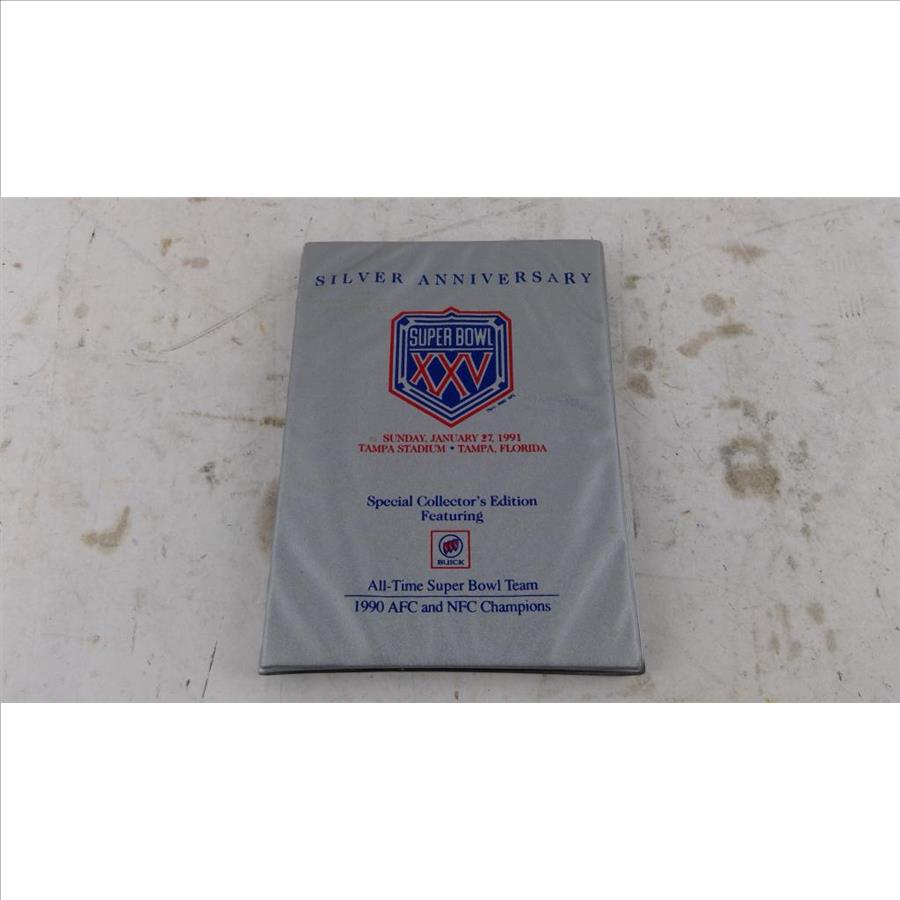 SILVER ANNIVERSARY
SUPER BOWL
XXV
SUNDAY, JANUARY 27, 1991
TAMPA STADIUM • TAMPA, FLORIDA
Special Collector's Edition
Featuring
BUICK
All-Time Super Bowl Team
1990 AFC and NFC Champions